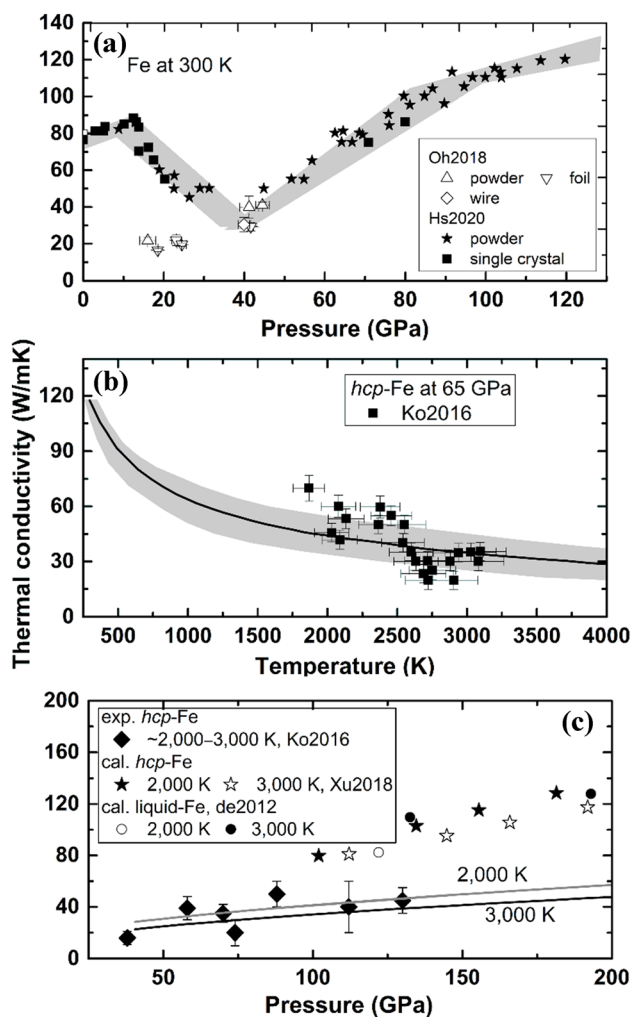 (a)
Fe at 300 K
140
120
100
80
60
40
20
0
Oh2018
powder foil
wire
Hs2020
powder
single crystal
0 20 40 60 80 100 120
Pressure (GPa)
(b)
hcp-Fe at 65 GPa
Ko2016
120
90
60
30
0
500 1000 1500 2000 2500 3000 3500 4000
Temperature (K)
Thermal conductivity (W/mK)
(c)
200
160
120
80
40
0
exp. hcp-Fe
~2,000–3,000 K, Ko2016
cal. hcp-Fe
2,000 K 3,000 K, Xu2018
cal. liquid-Fe, de2012
2,000 K 3,000 K
2,000 K
3,000 K
50 100 150 200
Pressure (GPa)